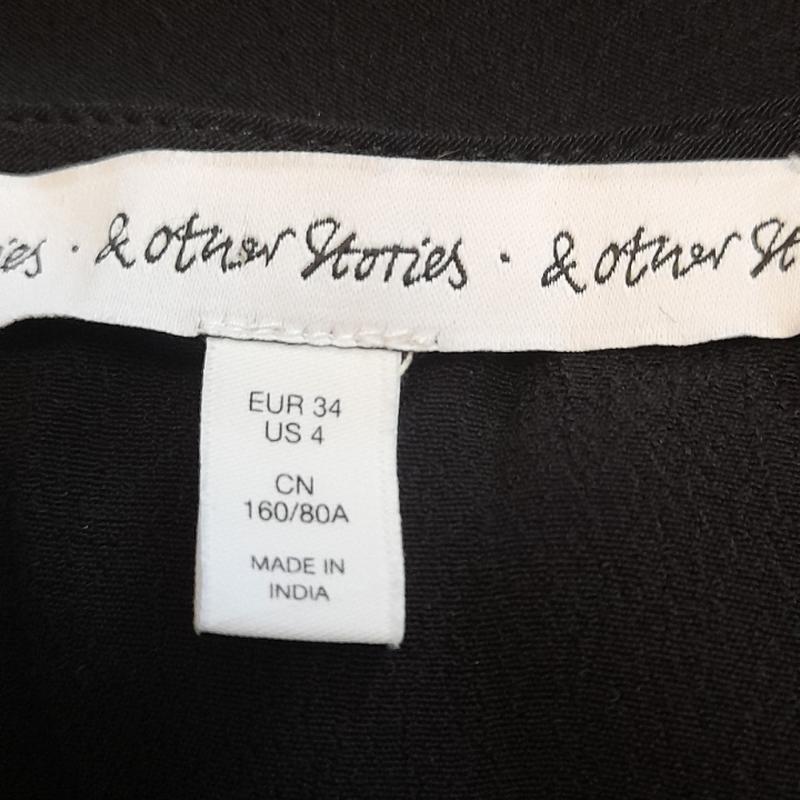 ies · & other Stories · & other St
EUR 34
US 4
CN
160/80A
MADE IN
INDIA